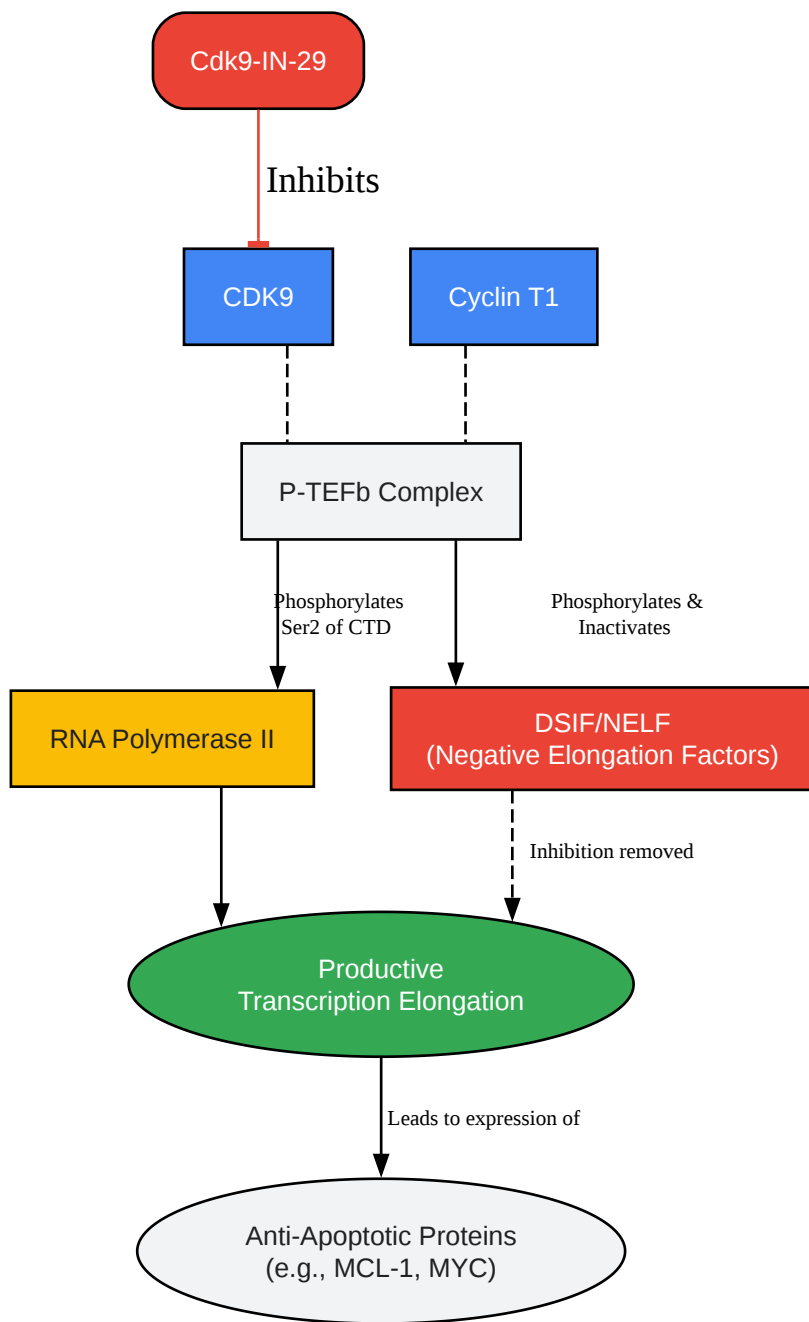 Cdk9-IN-29
Inhibits
CDK9
Cyclin T1
P-TEFb Complex
Phosphorylates
Ser2 of CTD
Phosphorylates &
Inactivates
RNA Polymerase II
DSIF/NELF
(Negative Elongation Factors)
Inhibition removed
Productive
Transcription Elongation
Leads to expression of
Anti-Apoptotic Proteins
(e.g., MCL-1, MYC)